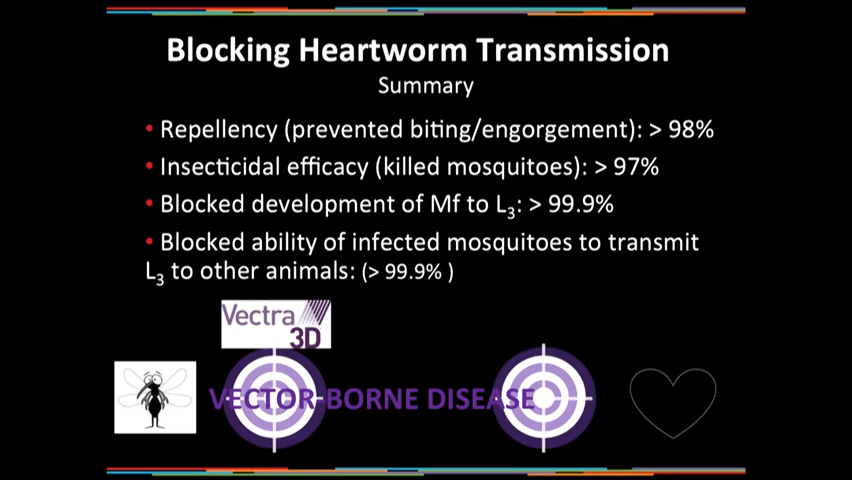 Blocking Heartworm Transmission
Summary
• Repellency (prevented biting/engorgement): > 98%
• Insecticidal efficacy (killed mosquitoes): > 97%
• Blocked development of Mf to L3: > 99.9%
• Blocked ability of infected mosquitoes to transmit
L3 to other animals: (> 99.9% )
Vectra
3D
VECTOR-BORNE DISEASE